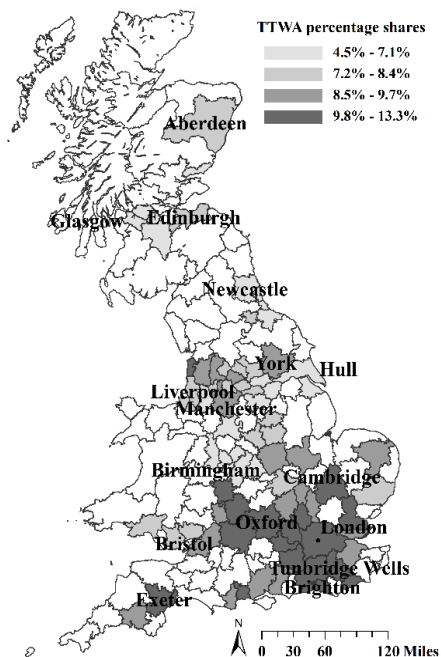 TTWA percentage shares
4.5% - 7.1%
7.2% - 8.4%
8.5% - 9.7%
9.8% - 13.3%
Aberdeen
Glasgow
Edinburgh
Newcastle
York
Hull
Liverpool
Manchester
Birmingham
Cambridge
Oxford
London
Bristol
Tunbridge Wells
Brighton
Exeter
N
0 30 60 120 Miles